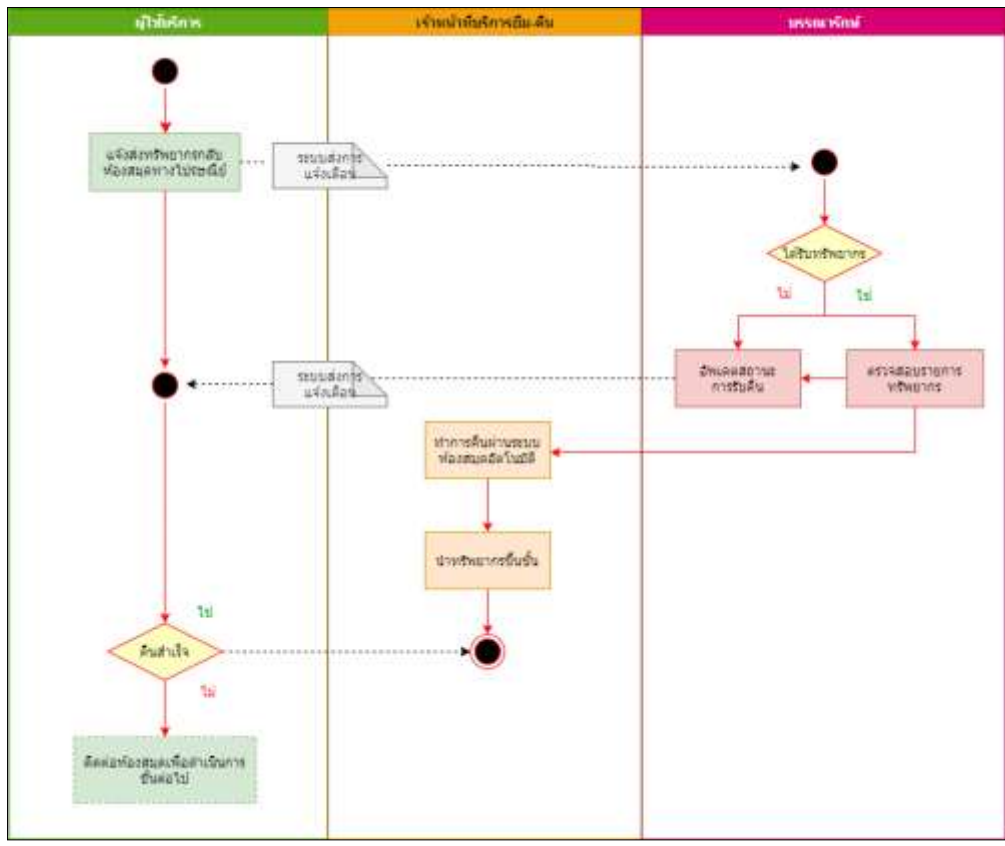 ผู้ใช้บริการ
เจ้าหน้าที่บริการยืม-คืน
บรรณารักษ์
แจ้งส่งทรัพยากรกลับ
ห้องสมุดทางไปรษณีย์
ระบบส่งการ
แจ้งเตือน
ได้รับทรัพยากร
ไม่
ใช่
ระบบส่งการ
แจ้งเตือน
อัพเดตสถานะ
การรับคืน
ตรวจสอบรายการ
ทรัพยากร
ทำการคืนผ่านระบบ
ห้องสมุดอัตโนมัติ
นำทรัพยากรขึ้นชั้น
ใช่
คืนสำเร็จ
ไม่
ติดต่อห้องสมุดเพื่อดำเนินการ
ขั้นต่อไป